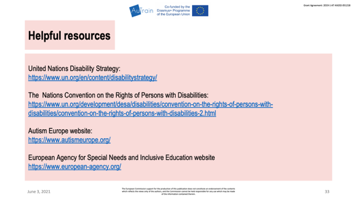 AuTrain
Co-funded by the
Erasmus+ Programme
of the European Union
Helpful resources
United Nations Disability Strategy:
https://www.un.org/en/content/disabilitystrategy/
The Nations Convention on the Rights of Persons with Disabilities:
https://www.un.org/development/desa/disabilities/convention-on-the-rights-of-persons-with-
disabilities/convention-on-the-rights-of-persons-with-disabilities-2.html
Autism Europe website:
https://www.autismeurope.org/
European Agency for Special Needs and Inclusive Education website
https://www.european-agency.org/
June 3, 2021
33